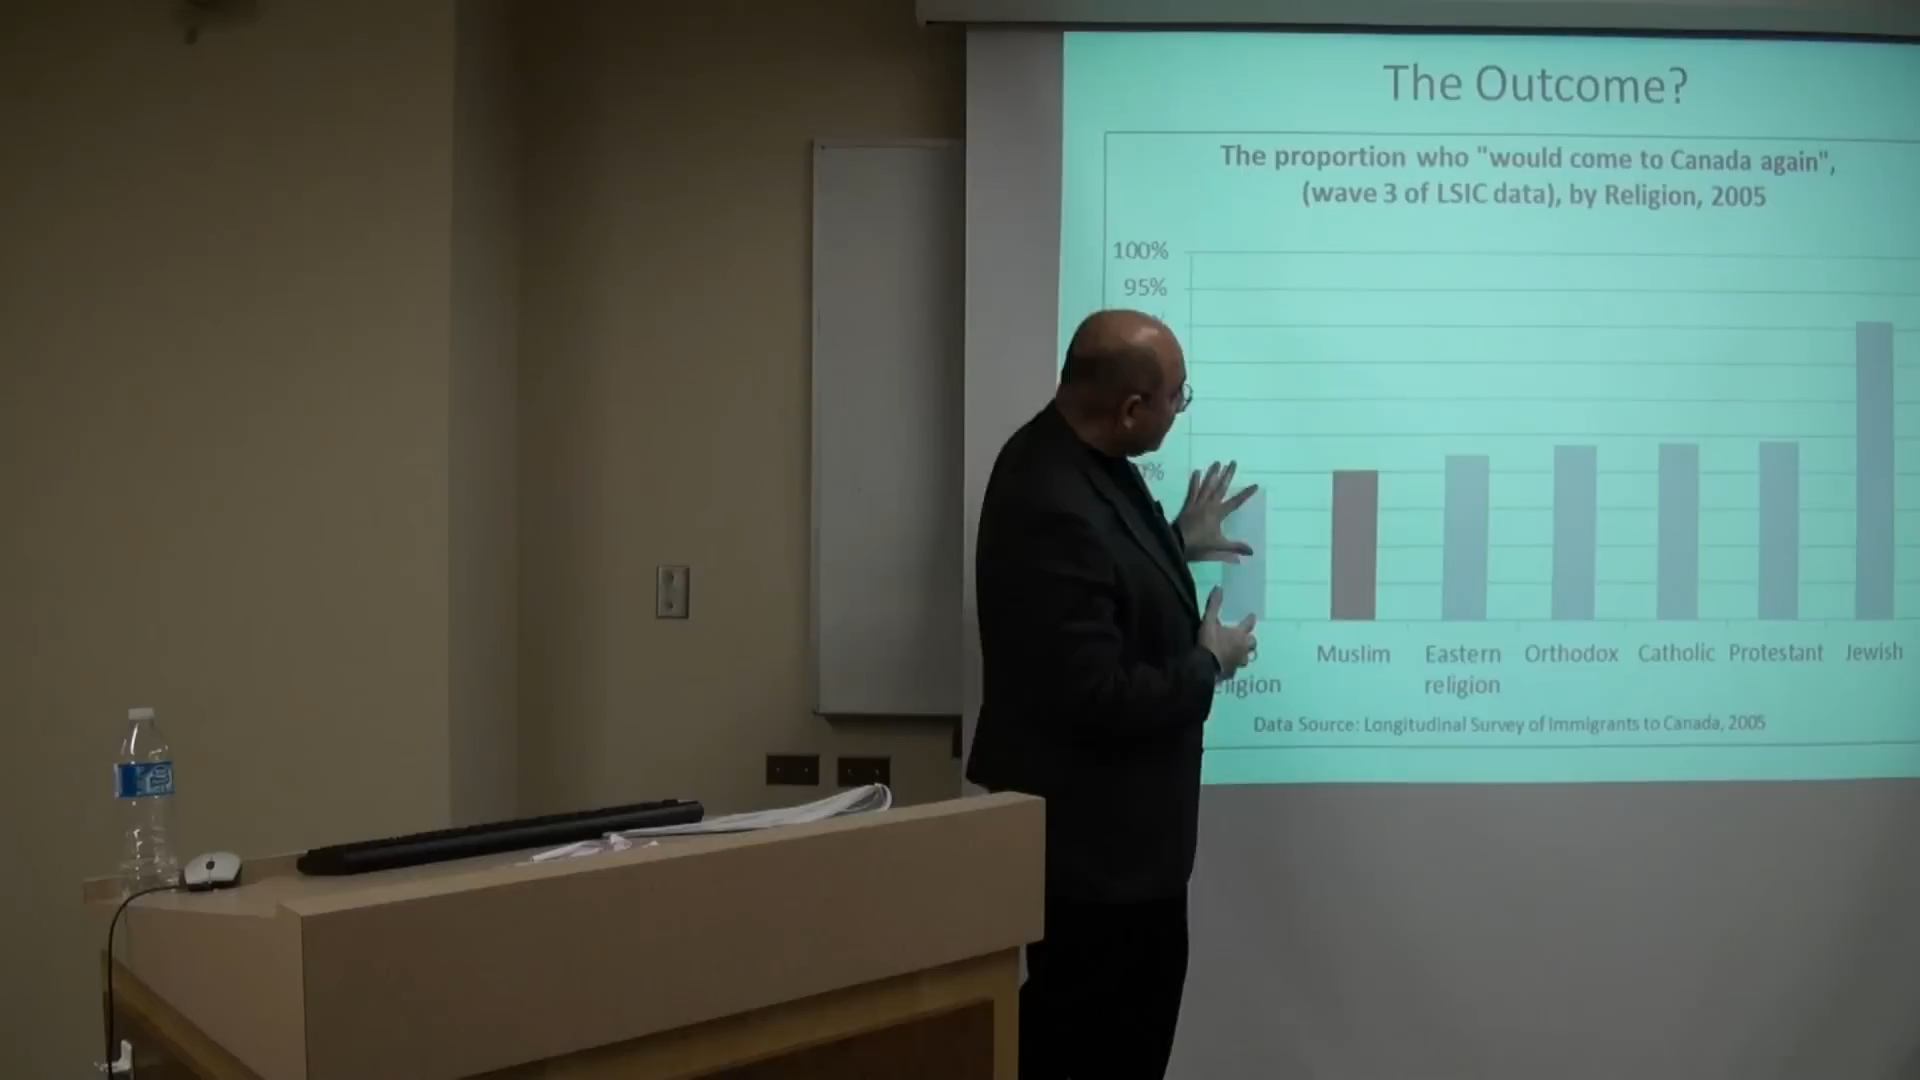 The Outcome?
The proportion who "would come to Canada again",
(wave 3 of LSIC data), by Religion, 2005
100%
95%
Muslim Eastern Orthodox Catholic Protestant Jewish
religion
Data Source: Longitudinal Survey of Immigrants to Canada, 2005